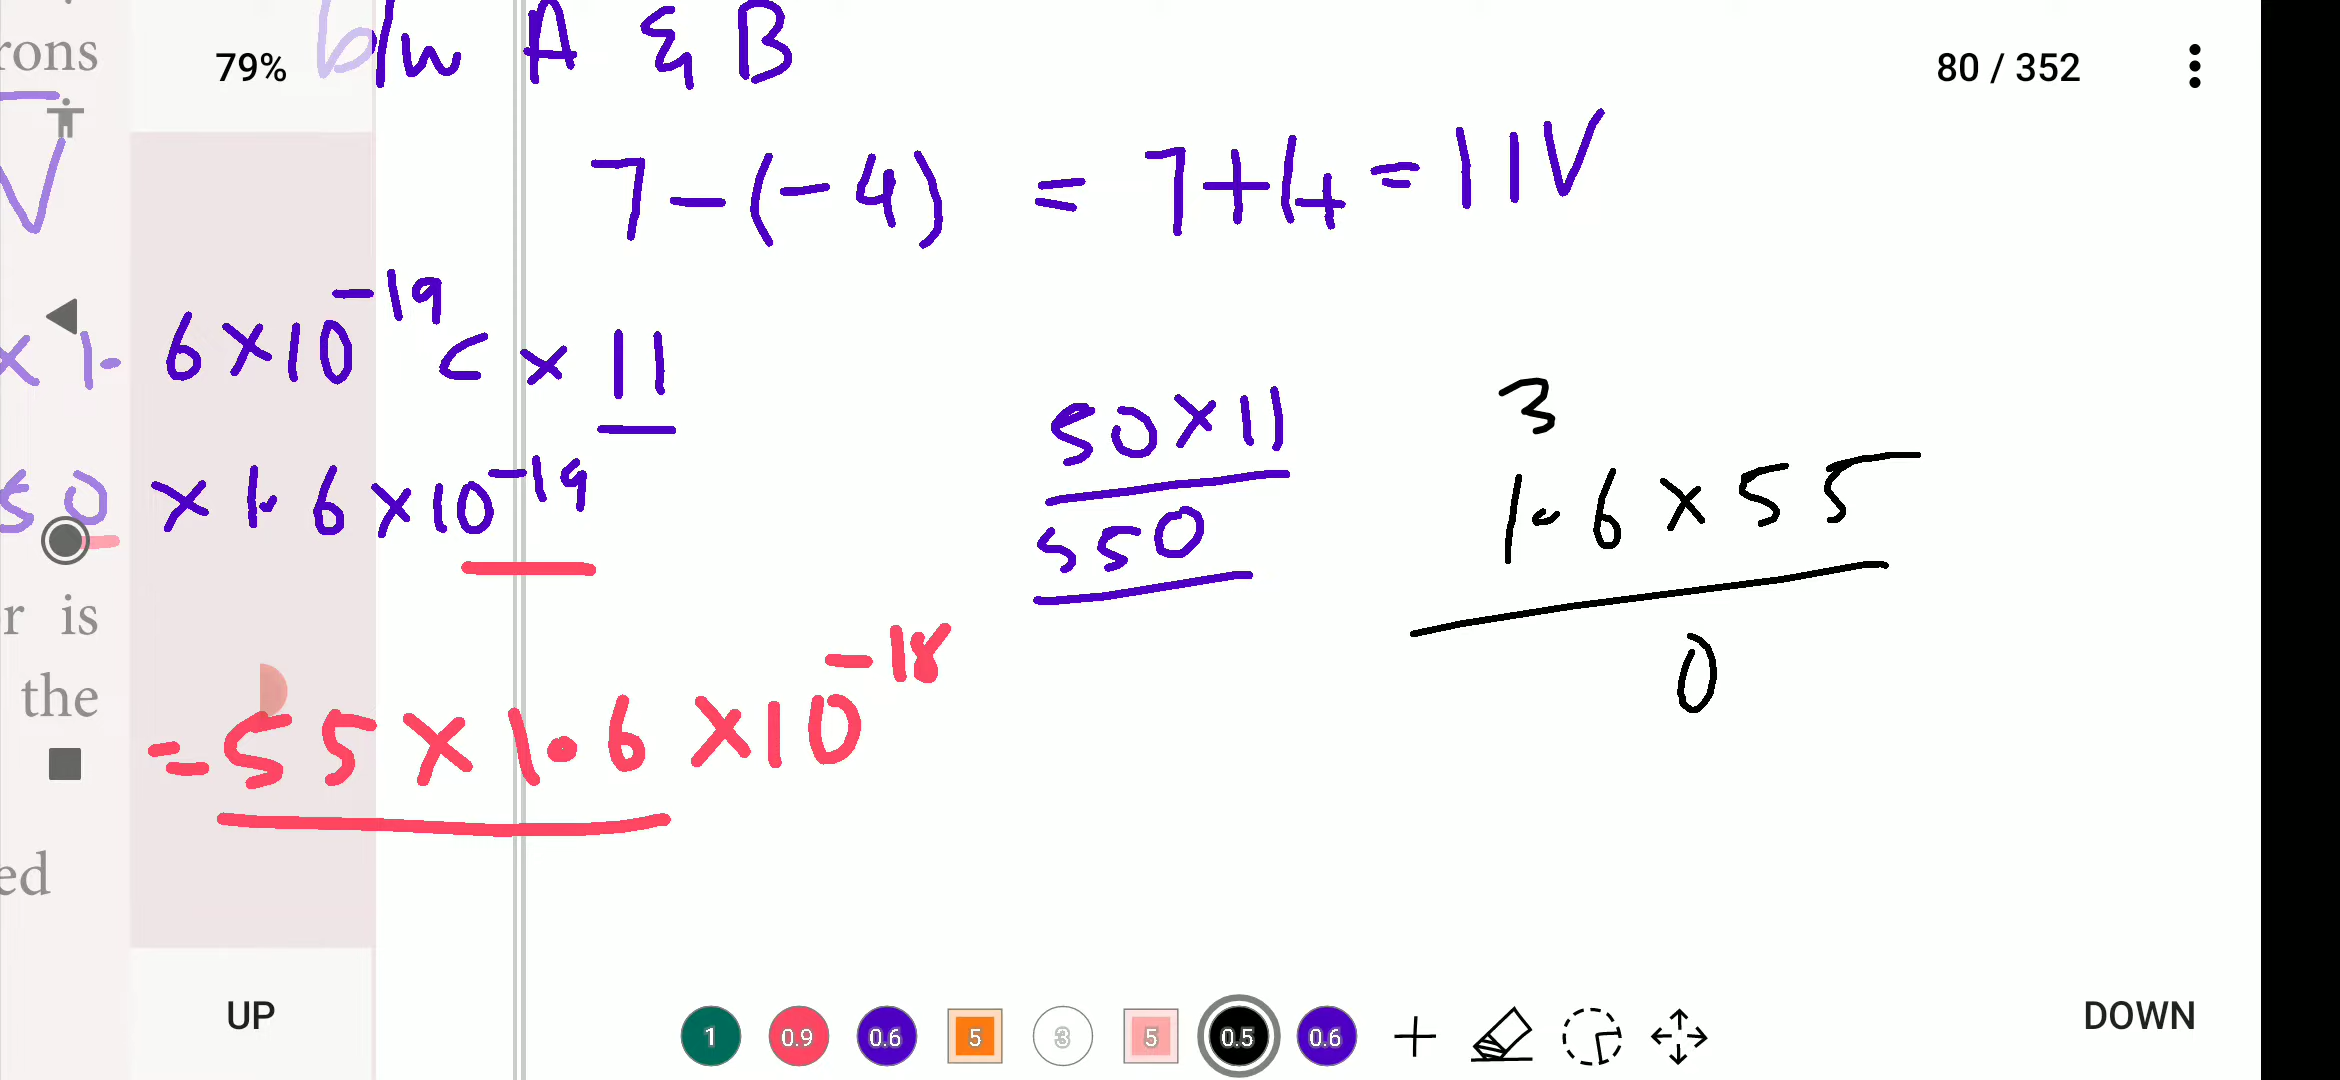 rons
79%
b/w A & B
80 / 352
V
7-(-4) = 7+4 = 11V
x 1.6×10^-19 C × 11
50 × 1.6×10^-19
50×11
550
3
1.6×55
0
r is
the
= 55 × 1.6 × 10^-18
ed
UP
1 0.9 0.6 5 3 5 0.5 0.6
DOWN